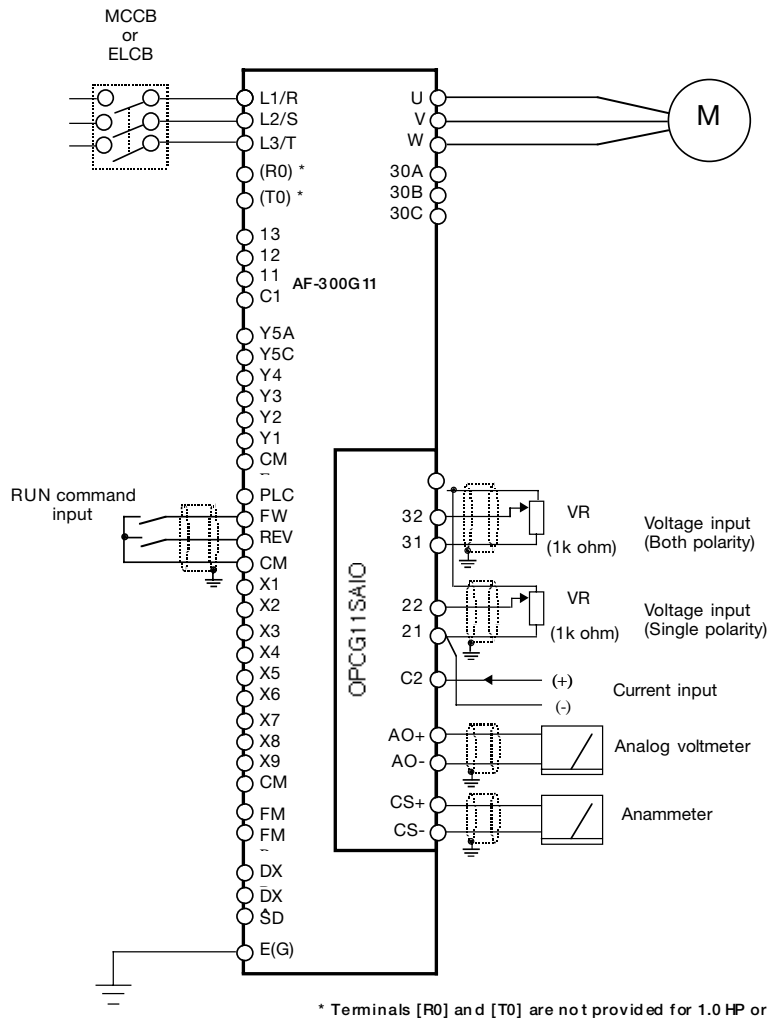 MCCB
or
ELCB
L1/R
L2/S
L3/T
(R0) *
(T0) *
13
12
11
C1
AF-300G11
Y5A
Y5C
Y4
Y3
Y2
Y1
CM
RUN command
input
PLC
FW
REV
CM
X1
X2
X3
X4
X5
X6
X7
X8
X9
CM
FM
FM
DX
DX
SD
E(G)
U
V
W
M
30A
30B
30C
OPCG11SAIO
32
31
VR
(1k ohm)
Voltage input
(Both polarity)
22
21
VR
(1k ohm)
Voltage input
(Single polarity)
C2
(+)
(-)
Current input
AO+
AO-
Analog voltmeter
CS+
CS-
Anammeter
* Terminals [R0] and [T0] are not provided for 1.0 HP or